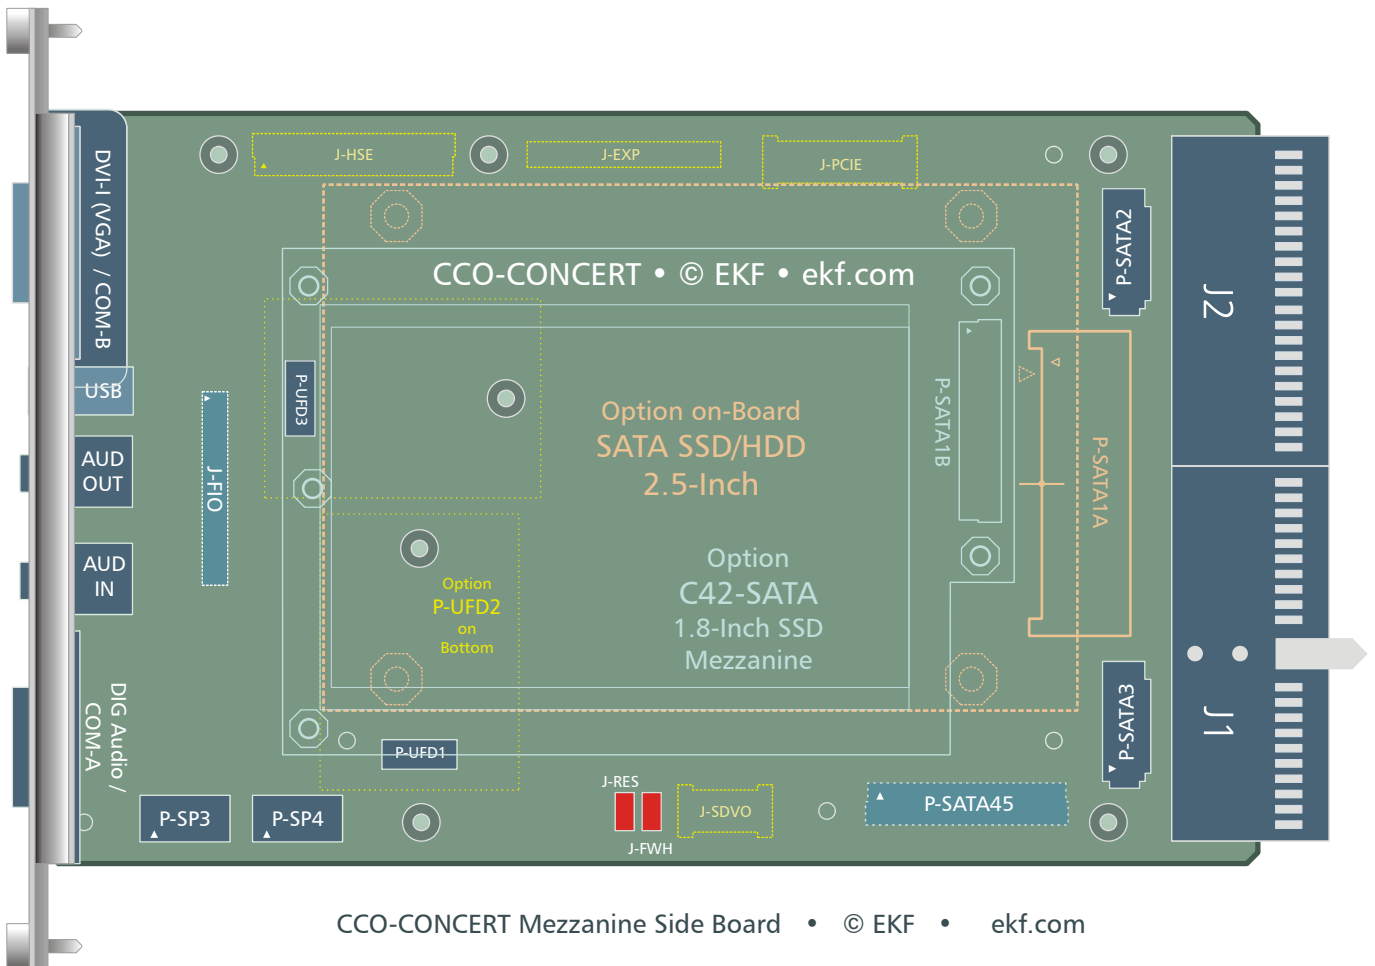 J-HSE
J-EXP
J-PCIE
DVI-I (VGA) / COM-B
P-SATA2
J2
CCO-CONCERT • © EKF • ekf.com
USB
P-UFD3
AUD
OUT
J-FIO
Option on-Board
SATA SSD/HDD
2.5-Inch
P-SATA1B
P-SATA1A
AUD
IN
Option
P-UFD2
on
Bottom
Option
C42-SATA
1.8-Inch SSD
Mezzanine
DIG Audio /
COM-A
P-UFD1
P-SATA3
J1
P-SP3
P-SP4
J-RES
J-FWH
J-SDVO
P-SATA45
CCO-CONCERT Mezzanine Side Board • © EKF • ekf.com